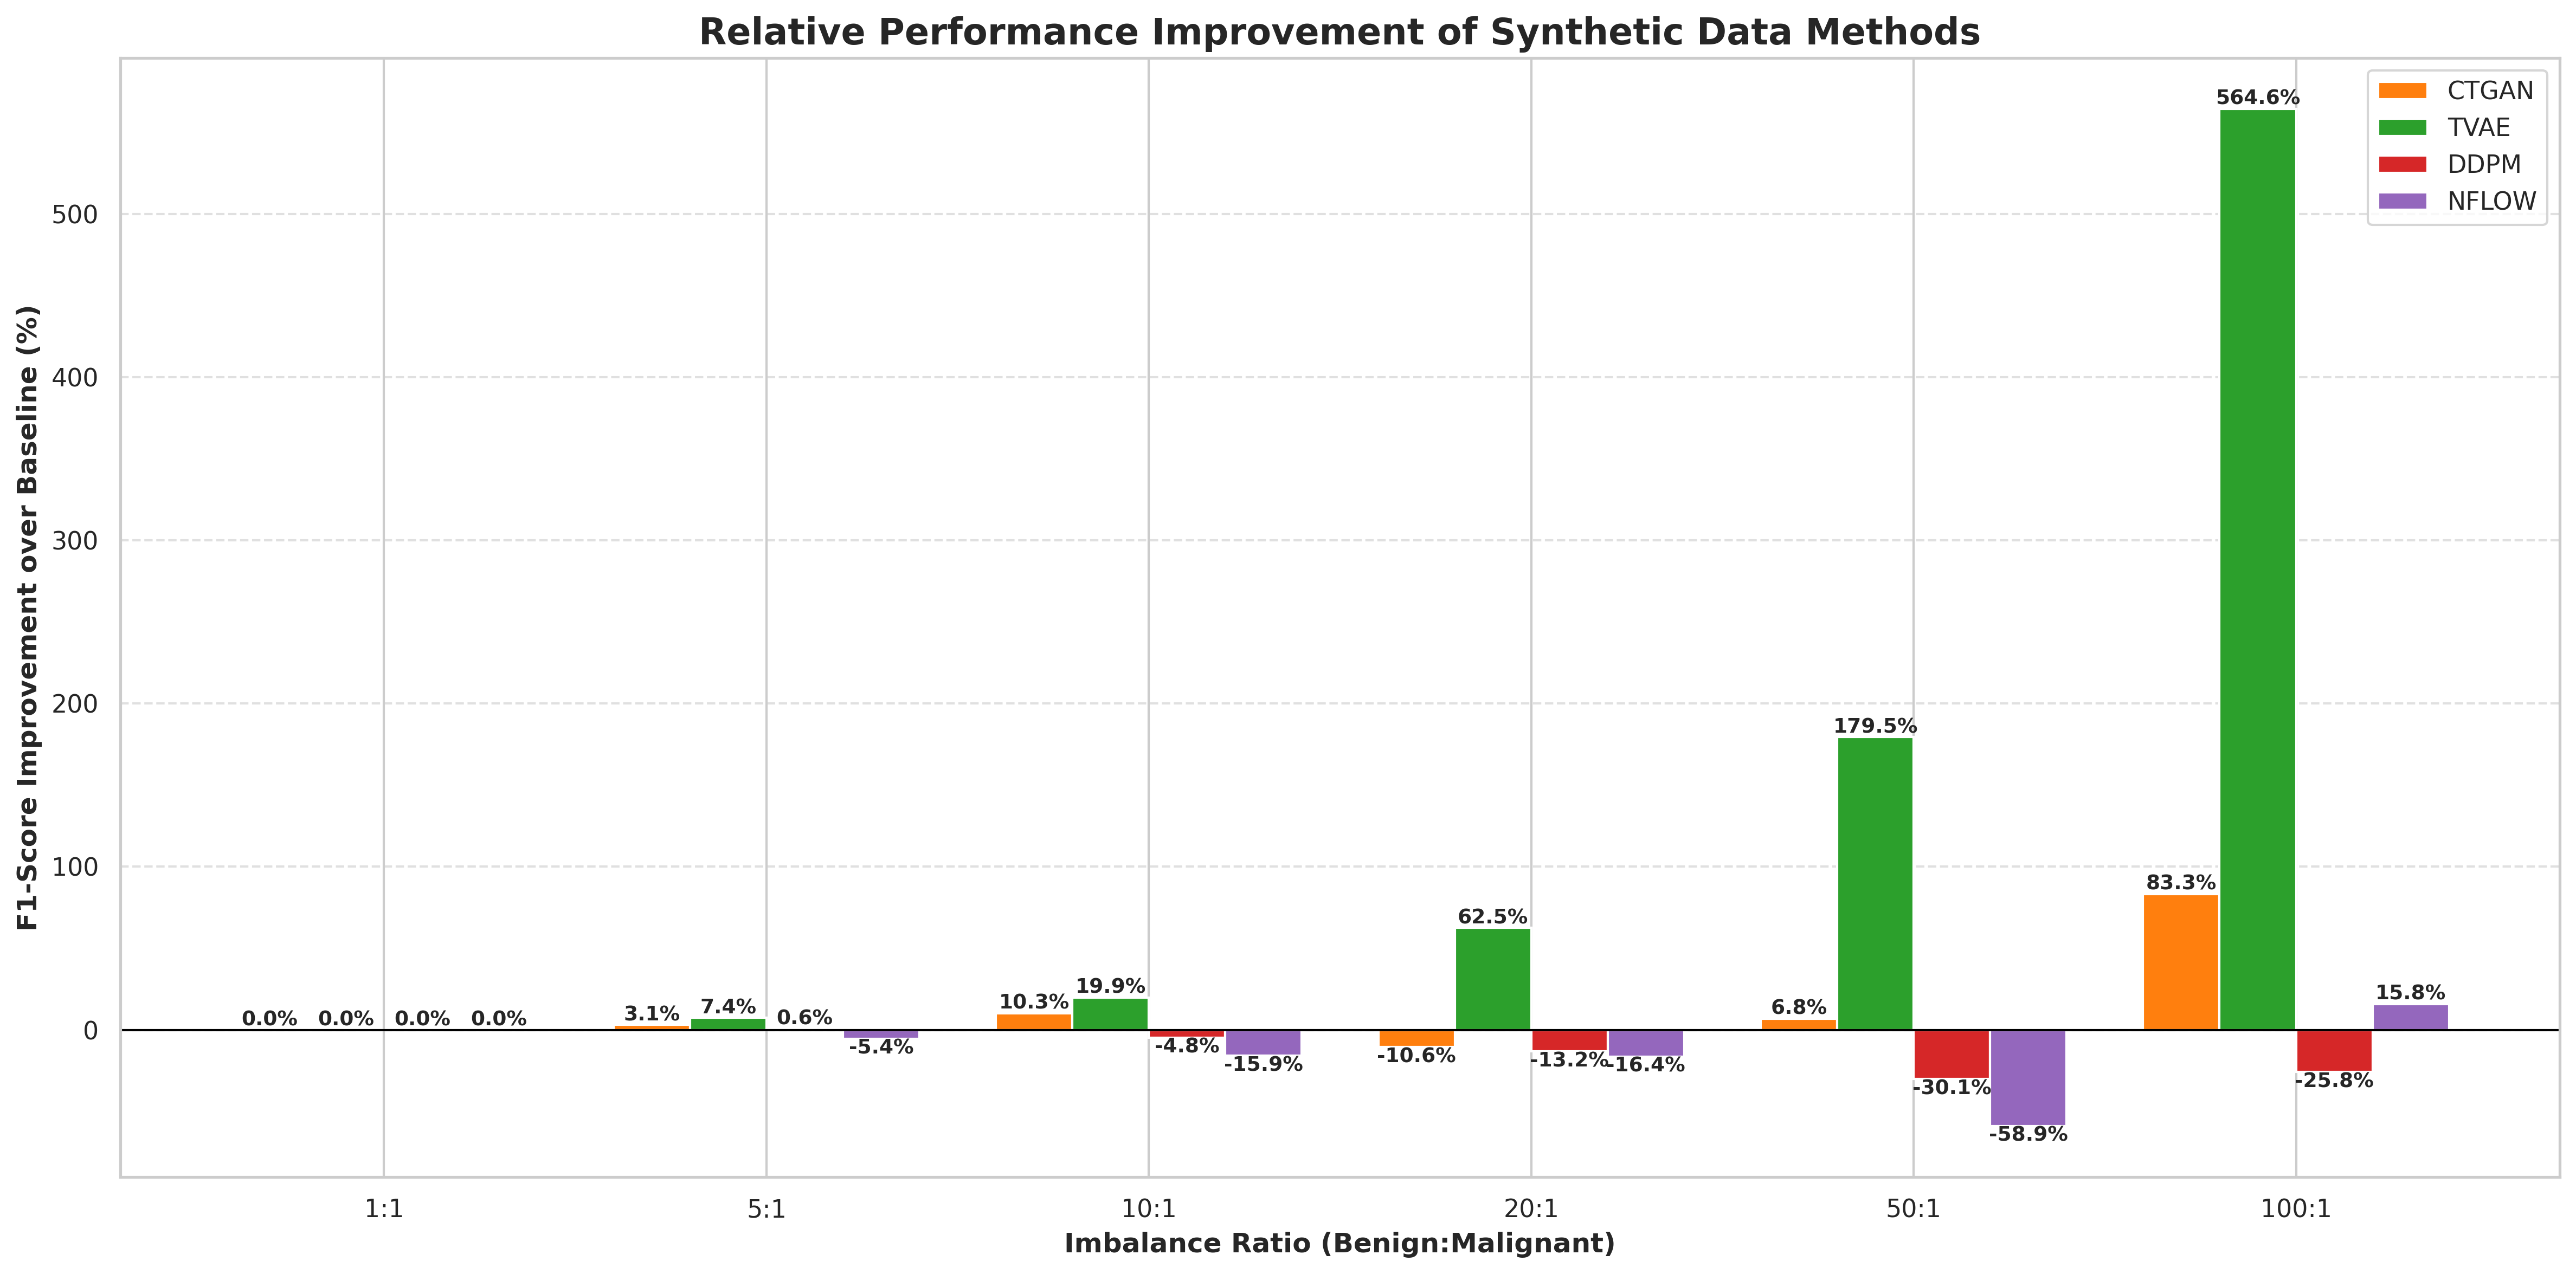 Relative Performance Improvement of Synthetic Data Methods
CTGAN
TVAE
DDPM
NFLOW
F1-Score Improvement over Baseline (%)
500
400
300
200
100
0
0.0% 0.0% 0.0% 0.0%
3.1% 7.4% 0.6% -5.4%
10.3% 19.9% -4.8% -15.9%
-10.6% 62.5% -13.2% -16.4%
6.8% 179.5% -30.1% -58.9%
83.3% 564.6% -25.8% 15.8%
1:1 5:1 10:1 20:1 50:1 100:1
Imbalance Ratio (Benign:Malignant)